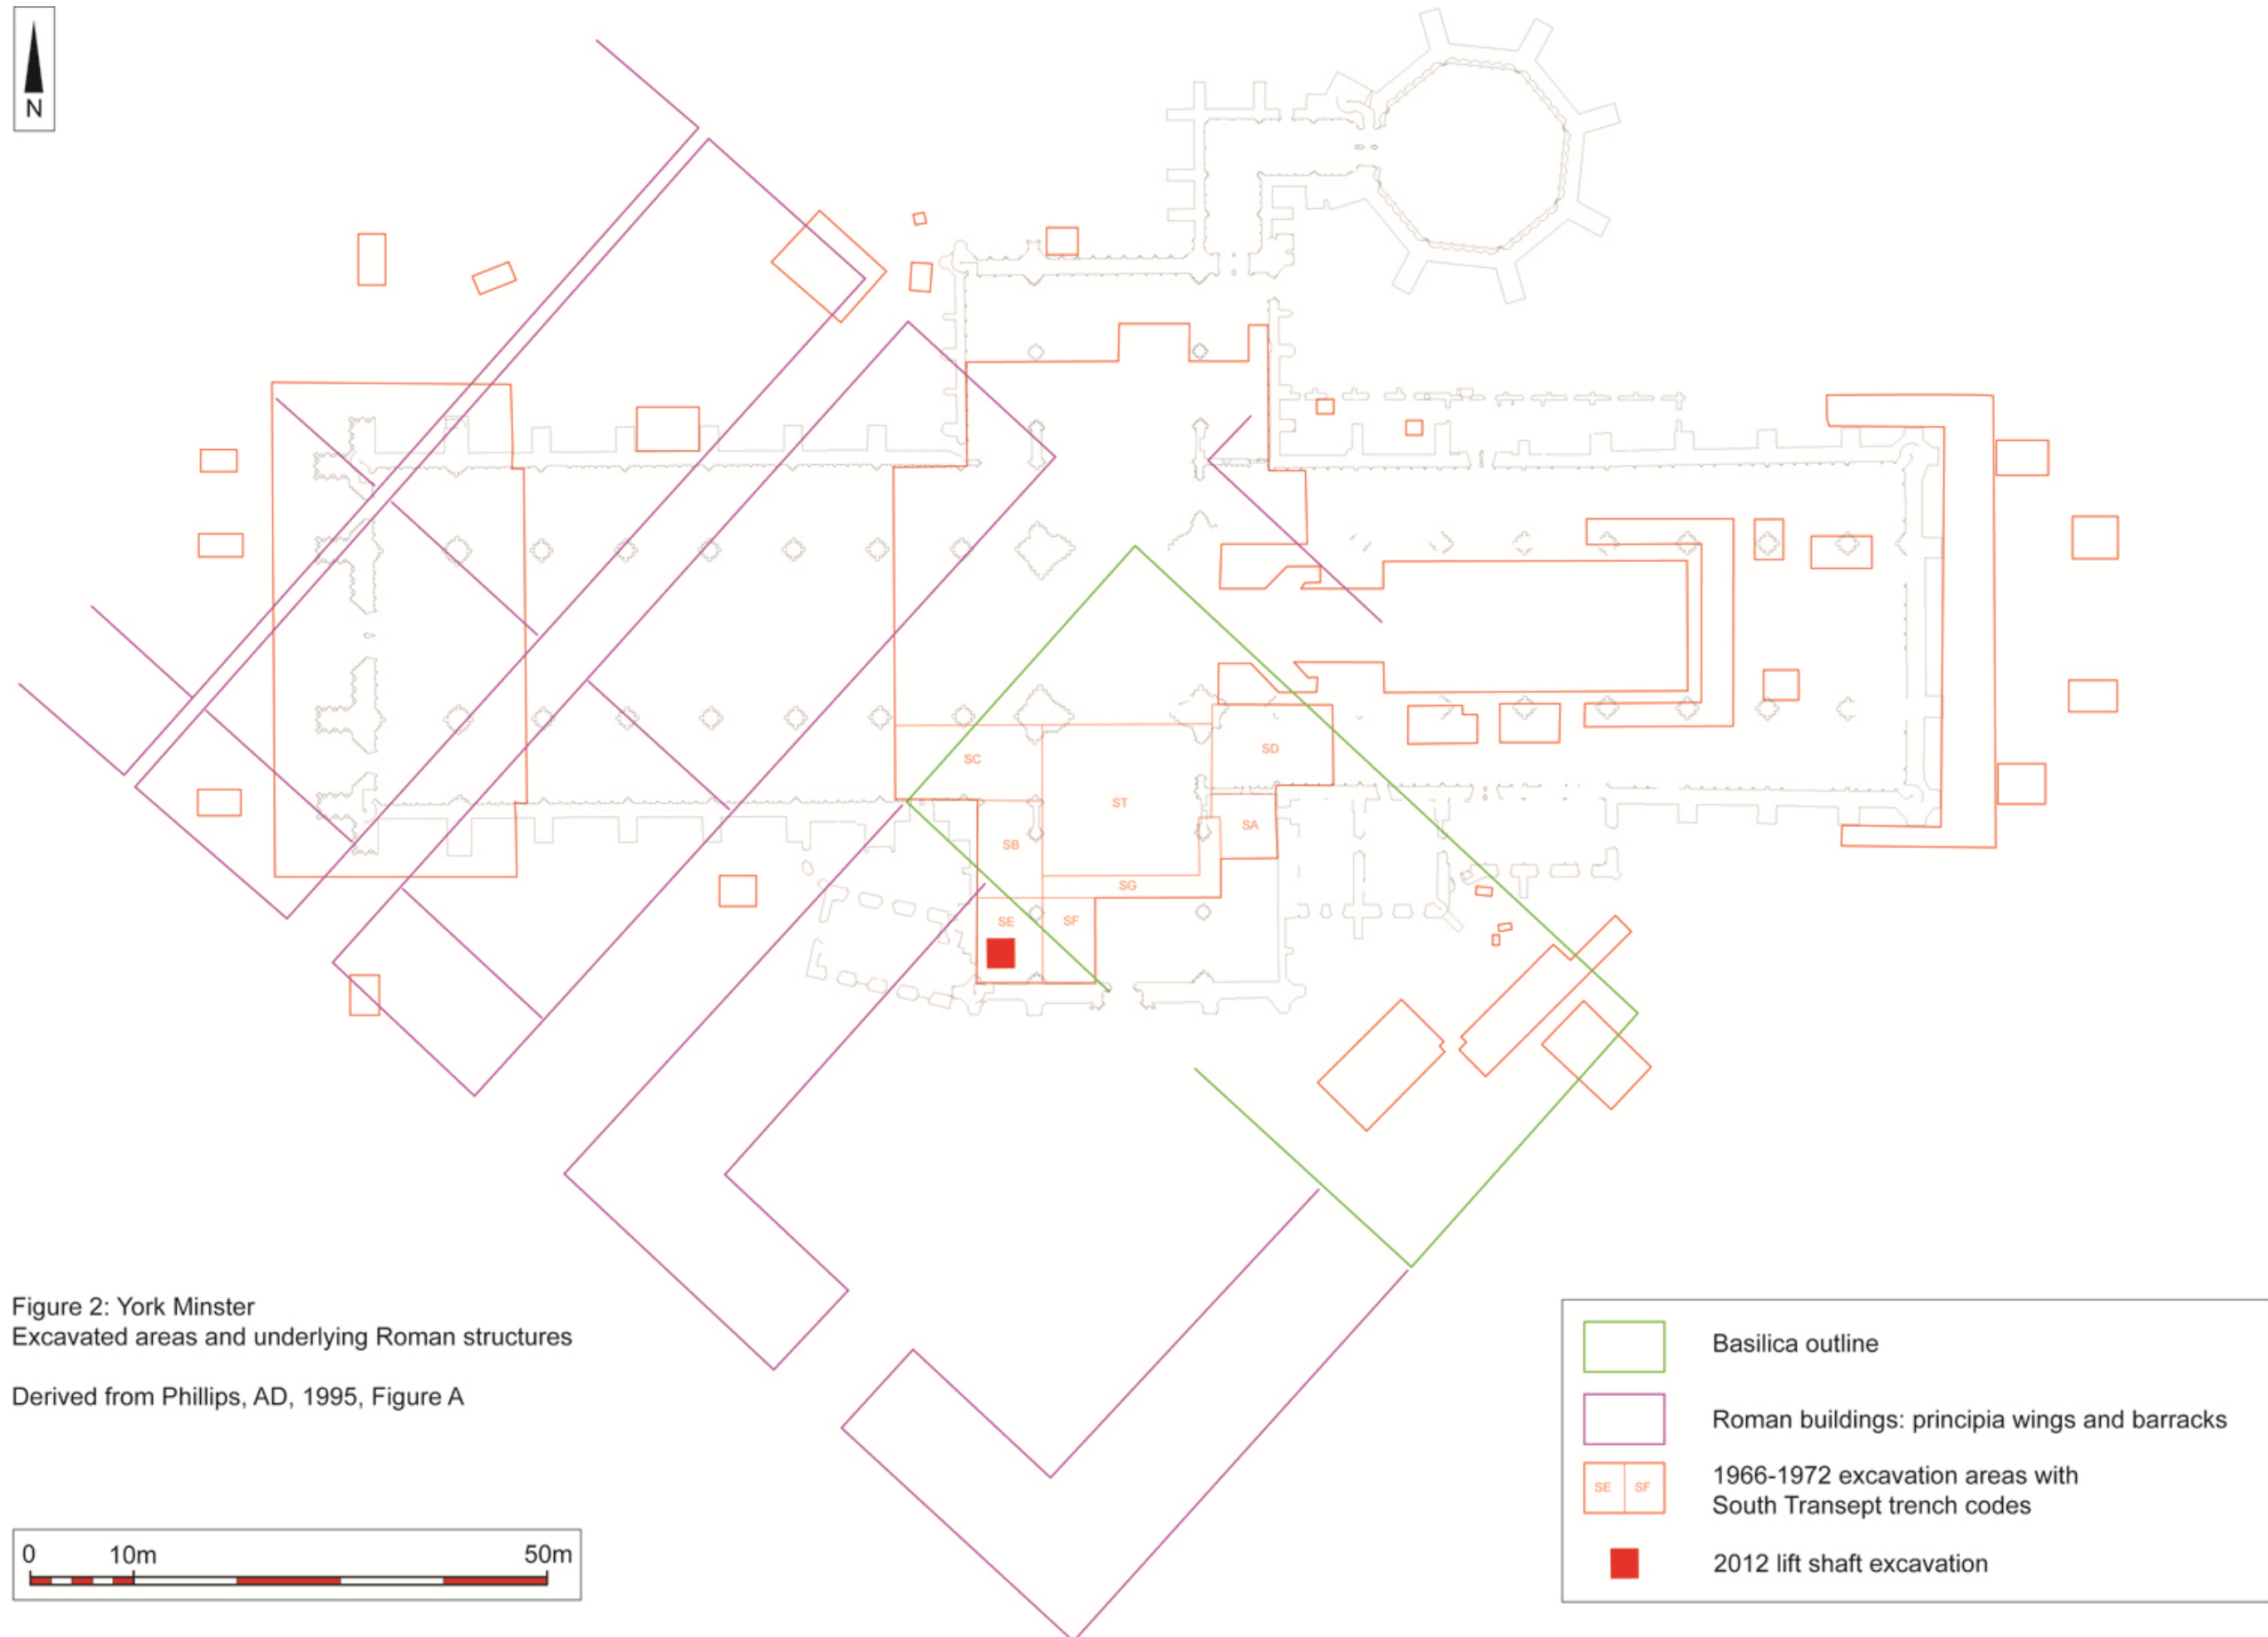 N
SC
SD
ST
SA
SB
SG
SE
SF
Figure 2: York Minster
Excavated areas and underlying Roman structures
Derived from Phillips, AD, 1995, Figure A
0 10m 50m
Basilica outline
Roman buildings: principia wings and barracks
SE SF
1966-1972 excavation areas with
South Transept trench codes
2012 lift shaft excavation